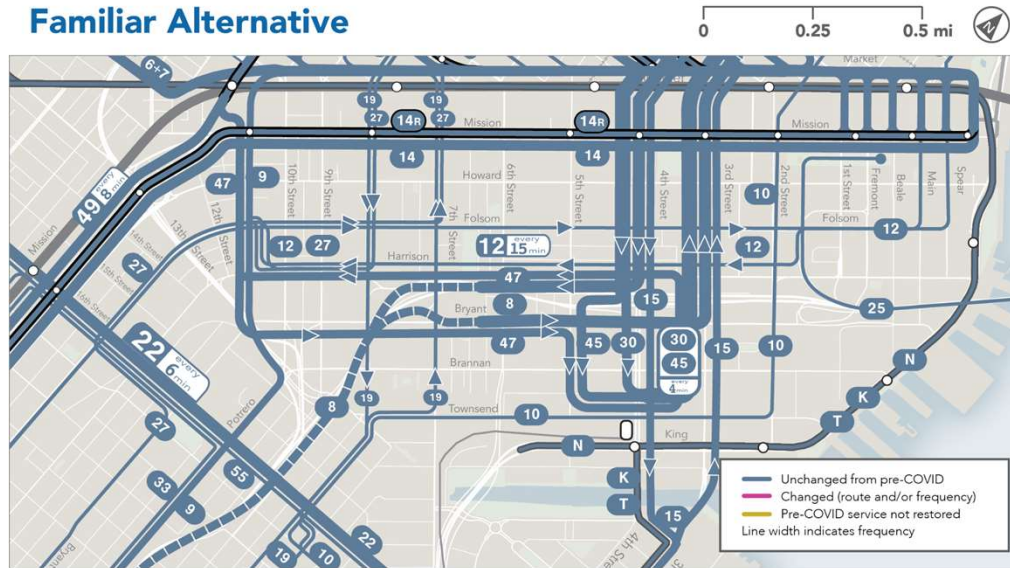 Familiar Alternative
0 0.25 0.5 mi
6+7
Market
19 19
27 27
14R 14R
Mission Mission
14 14
47 9
10th Street
9th Street
Howard
6th Street
5th Street
4th Street
3rd Street
10
2nd Street
1st Street
Fremont
Beale
Main
Spear
49 every 8 min
Mission
13th Street
12th Street
7th Street
Folsom Folsom
14th Street
27
12 27
12 every 15 min
12
12
Harrison
15th Street
16th Street
47
8
15
25
Bryant
47
45 30
30
45
every 4 min
15
10
22 every 6 min
Brannan
N
K
T
8
19 19
Townsend
10
Potrero
27
King
N
55
33
9
K
T
15
22
19
10
Bryant
4th Street
Unchanged from pre-COVID
Changed (route and/or frequency)
Pre-COVID service not restored
Line width indicates frequency